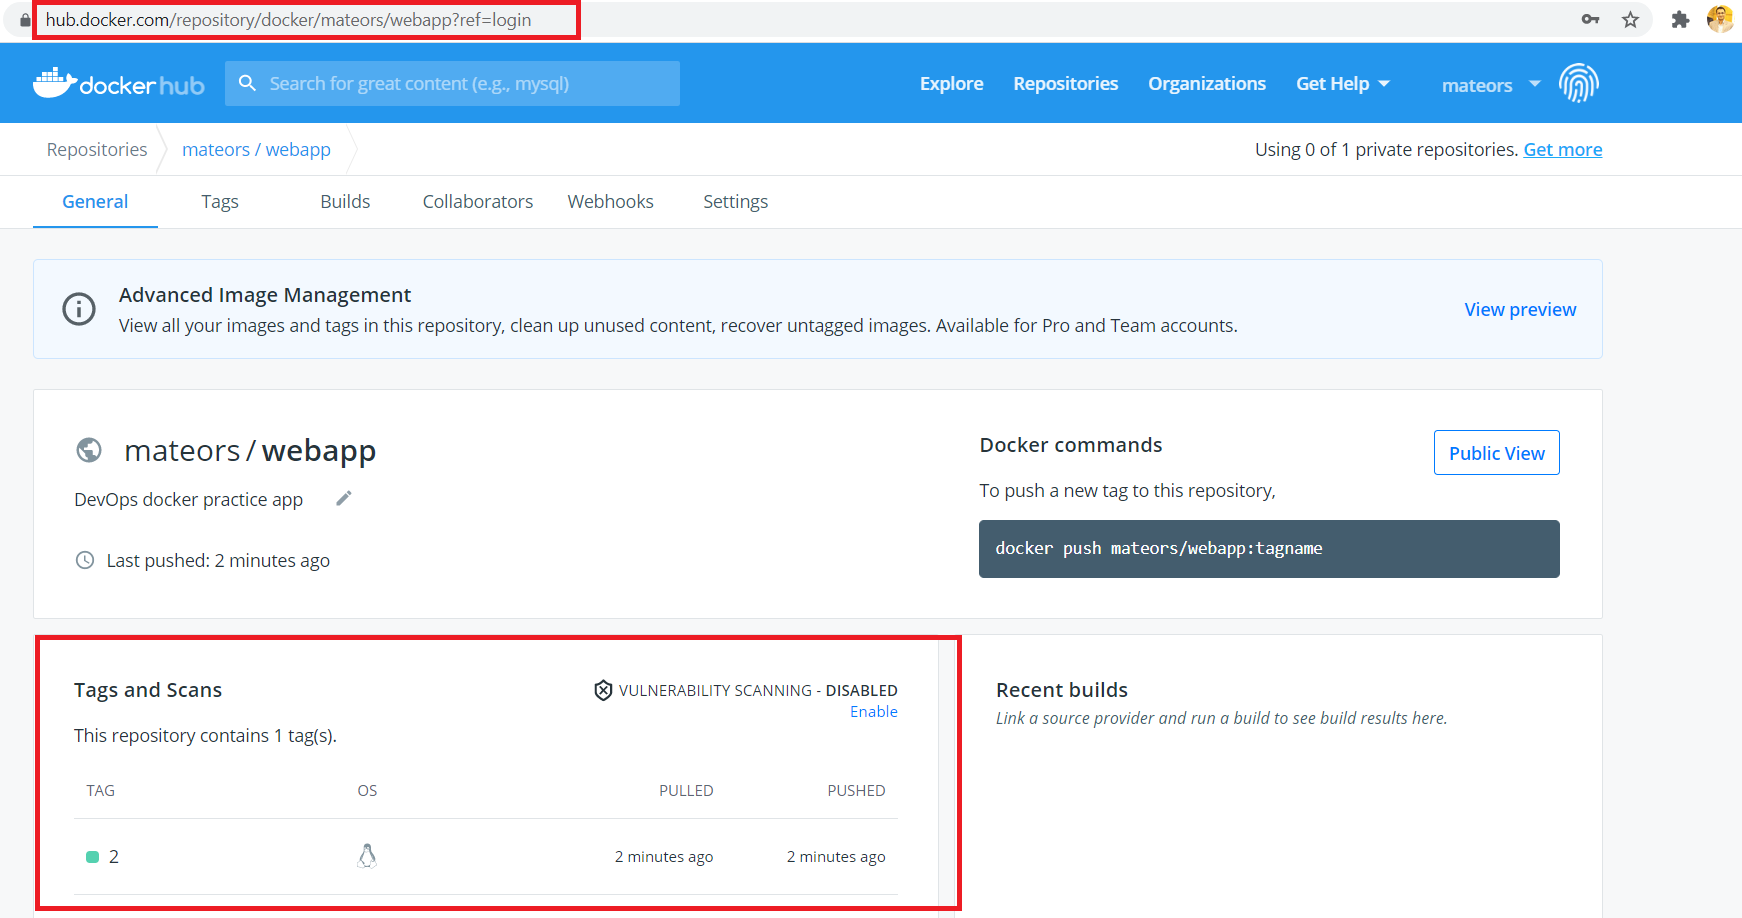 hub.docker.com/repository/docker/mateors/webapp?ref=login
docker hub
Search for great content (e.g., mysql)
Explore
Repositories
Organizations
Get Help
mateors
Repositories
mateors / webapp
Using 0 of 1 private repositories. Get more
General
Tags
Builds
Collaborators
Webhooks
Settings
Advanced Image Management
View all your images and tags in this repository, clean up unused content, recover untagged images. Available for Pro and Team accounts.
View preview
mateors / webapp
DevOps docker practice app
Last pushed: 2 minutes ago
Docker commands
Public View
To push a new tag to this repository,
docker push mateors/webapp:tagname
Tags and Scans
VULNERABILITY SCANNING - DISABLED
Enable
This repository contains 1 tag(s).
TAG
OS
PULLED
PUSHED
2
2 minutes ago
2 minutes ago
Recent builds
Link a source provider and run a build to see build results here.